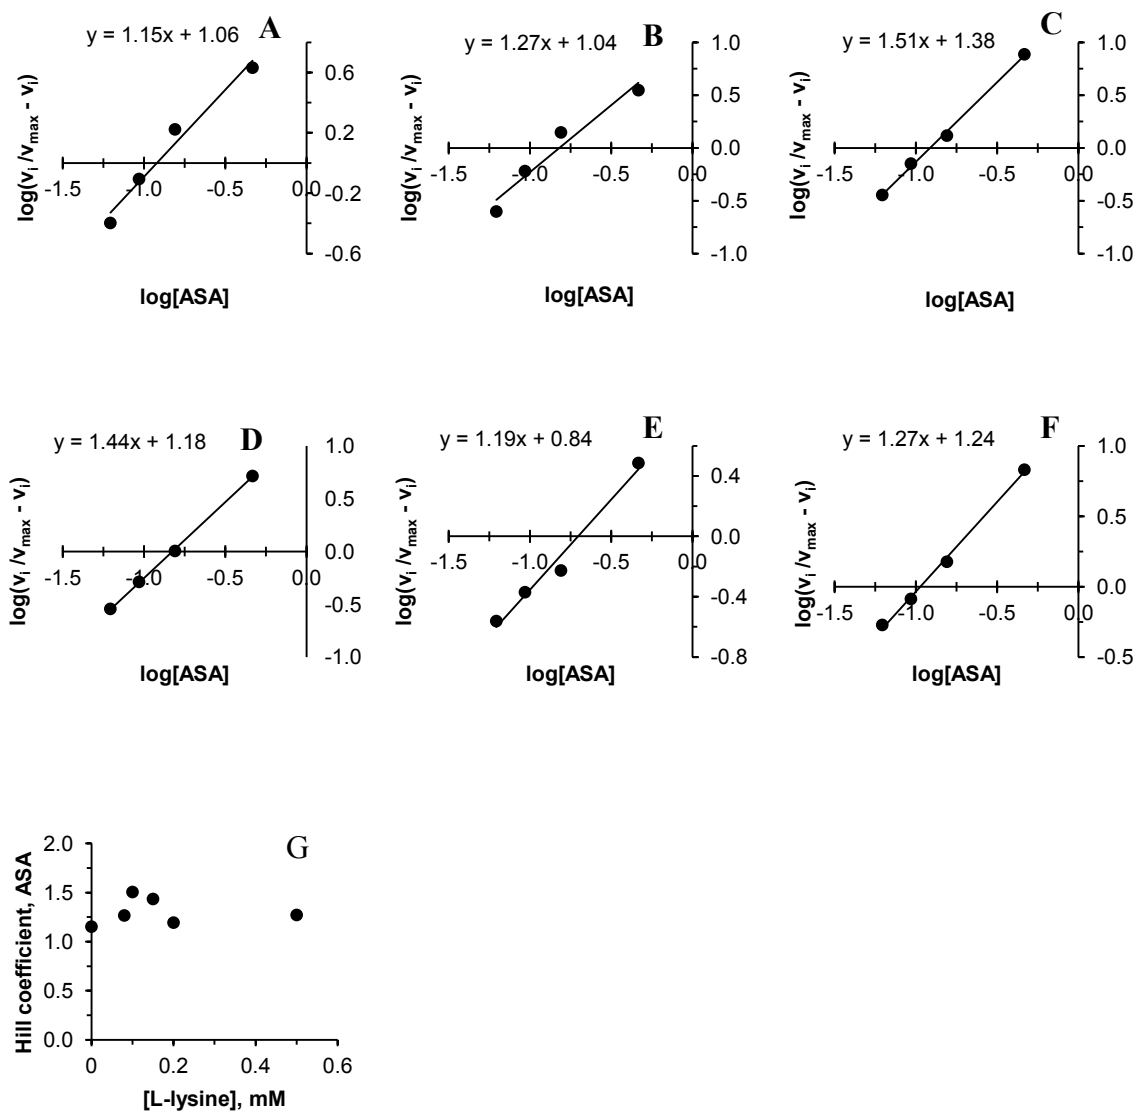 y = 1.15x + 1.06 A
log(vi /vmax - vi)
0.6
0.2
-0.2
-0.6
-1.5 -1.0 -0.5 0.0
log[ASA]
y = 1.27x + 1.04 B
log(vi /vmax - vi)
1.0
0.5
0.0
-0.5
-1.0
-1.5 -1.0 -0.5 0.0
log[ASA]
y = 1.51x + 1.38 C
log(vi /vmax - vi)
1.0
0.5
0.0
-0.5
-1.0
-1.5 -1.0 -0.5 0.0
log[ASA]
y = 1.44x + 1.18 D
log(vi /vmax - vi)
1.0
0.5
0.0
-0.5
-1.0
-1.5 -1.0 -0.5 0.0
log[ASA]
y = 1.19x + 0.84 E
log(vi /vmax - vi)
0.4
0.0
-0.4
-0.8
-1.5 -1.0 -0.5 0.0
log[ASA]
y = 1.27x + 1.24 F
log(vi /vmax - vi)
1.0
0.5
0.0
-0.5
-1.5 -1.0 -0.5 0.0
log[ASA]
G
Hill coefficient, ASA
2.0
1.5
1.0
0.5
0.0
0 0.2 0.4 0.6
[L-lysine], mM